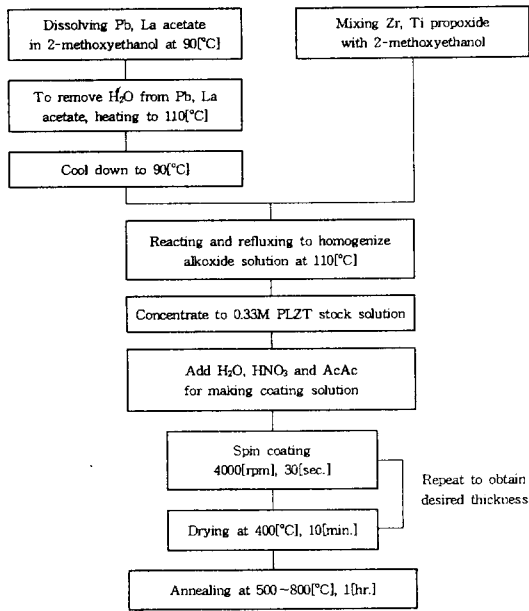 Dissolving Pb, La acetate
in 2-methoxyethanol at 90[°C]
To remove H₂O from Pb, La
acetate, heating to 110[°C]
Cool down to 90[°C]
Mixing Zr, Ti propoxide
with 2-methoxyethanol
Reacting and refluxing to homogenize
alkoxide solution at 110[°C]
Concentrate to 0.33M PLZT stock solution
Add H₂O, HNO₃ and AcAc
for making coating solution
Spin coating
4000[rpm], 30[sec.]
Repeat to obtain
desired thickness
Drying at 400[°C], 10[min.]
Annealing at 500~800[°C], 1[hr.]